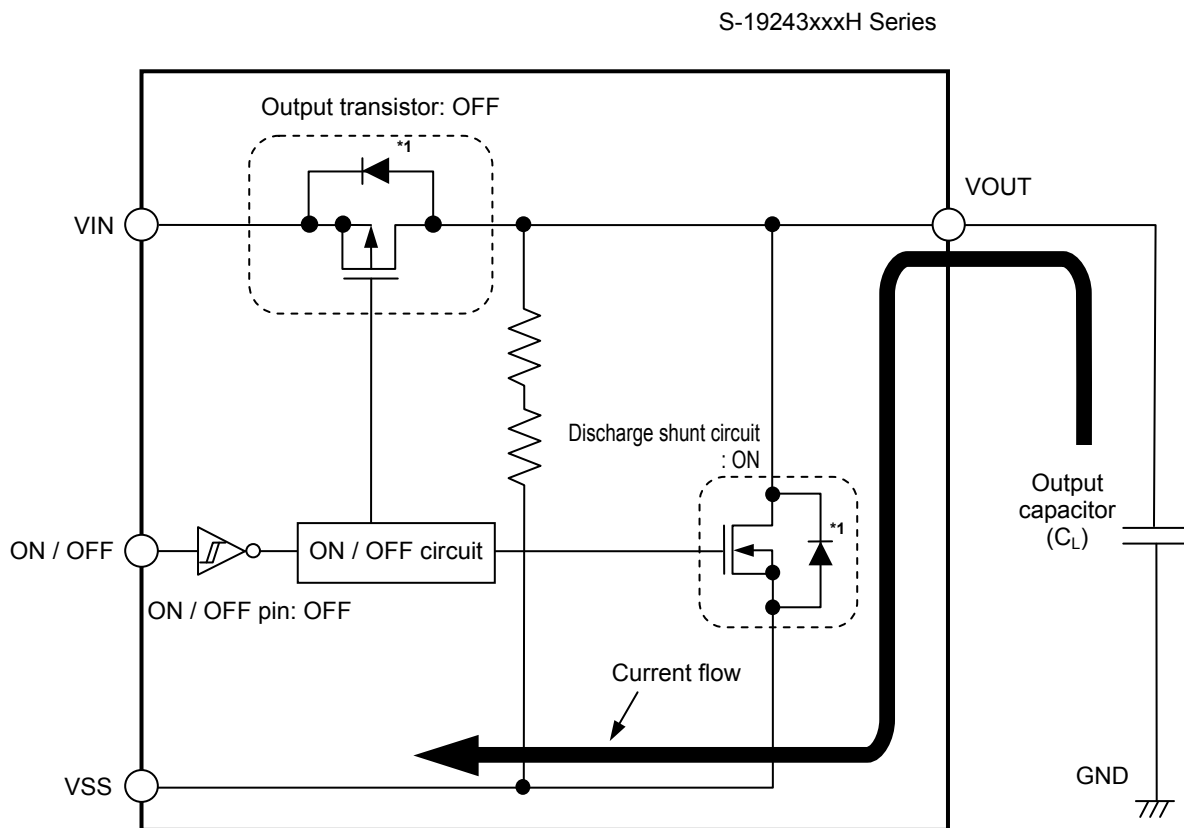 S-19243xxxH Series
Output transistor: OFF
*1
VOUT
VIN
Discharge shunt circuit
: ON
*1
Output
capacitor
(CL)
ON / OFF
ON / OFF circuit
ON / OFF pin: OFF
Current flow
VSS
GND